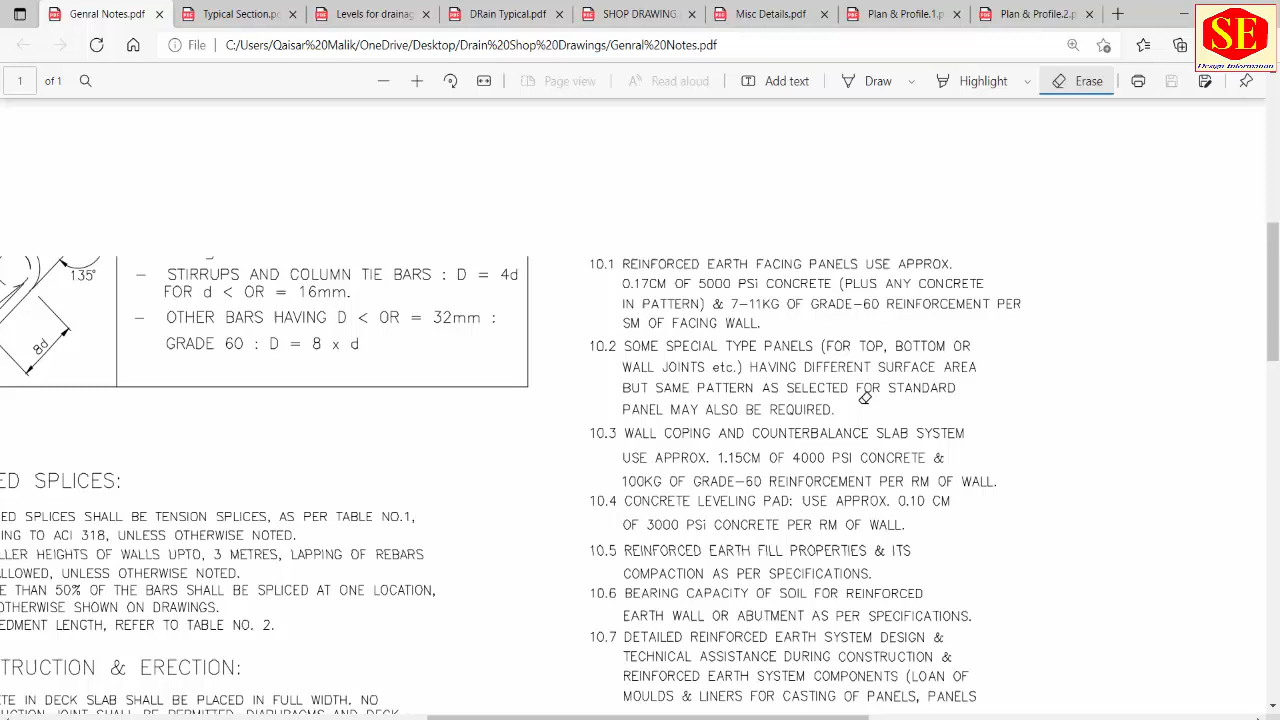 Genral Notes.pdf
Typical Section.p
Levels for drainag
DRain Typical.pdf
SHOP DRAWING.
Misc Details.pdf
Plan & Profile.1.p
Plan & Profile.2.p
File
C:/Users/Qaisar%20Malik/OneDrive/Desktop/Drain%20Shop%20Drawings/Genral%20Notes.pdf
SE
Design Information
1 of 1
Page view
Read aloud
Add text
Draw
Highlight
Erase
135°
8d
– STIRRUPS AND COLUMN TIE BARS : D = 4d
FOR d < OR = 16mm.
– OTHER BARS HAVING D < OR = 32mm :
GRADE 60 : D = 8 x d
ED SPLICES:
ED SPLICES SHALL BE TENSION SPLICES, AS PER TABLE NO.1,
ING TO ACI 318, UNLESS OTHERWISE NOTED.
LLER HEIGHTS OF WALLS UPTO, 3 METRES, LAPPING OF REBARS
ALLOWED, UNLESS OTHERWISE NOTED.
E THAN 50% OF THE BARS SHALL BE SPLICED AT ONE LOCATION,
OTHERWISE SHOWN ON DRAWINGS.
EDMENT LENGTH, REFER TO TABLE NO. 2.
TRUCTION & ERECTION:
TE IN DECK SLAB SHALL BE PLACED IN FULL WIDTH. NO
UCTION JOINT SHALL BE PERMITTED. DIAPHRAGMS AND DECK
10.1 REINFORCED EARTH FACING PANELS USE APPROX.
0.17CM OF 5000 PSi CONCRETE (PLUS ANY CONCRETE
IN PATTERN) & 7-11KG OF GRADE-60 REINFORCEMENT PER
SM OF FACING WALL.
10.2 SOME SPECIAL TYPE PANELS (FOR TOP, BOTTOM OR
WALL JOINTS etc.) HAVING DIFFERENT SURFACE AREA
BUT SAME PATTERN AS SELECTED FOR STANDARD
PANEL MAY ALSO BE REQUIRED.
10.3 WALL COPING AND COUNTERBALANCE SLAB SYSTEM
USE APPROX. 1.15CM OF 4000 PSI CONCRETE &
100KG OF GRADE-60 REINFORCEMENT PER RM OF WALL.
10.4 CONCRETE LEVELING PAD: USE APPROX. 0.10 CM
OF 3000 PSi CONCRETE PER RM OF WALL.
10.5 REINFORCED EARTH FILL PROPERTIES & ITS
COMPACTION AS PER SPECIFICATIONS.
10.6 BEARING CAPACITY OF SOIL FOR REINFORCED
EARTH WALL OR ABUTMENT AS PER SPECIFICATIONS.
10.7 DETAILED REINFORCED EARTH SYSTEM DESIGN &
TECHNICAL ASSISTANCE DURING CONSTRUCTION &
REINFORCED EARTH SYSTEM COMPONENTS (LOAN OF
MOULDS & LINERS FOR CASTING OF PANELS, PANELS